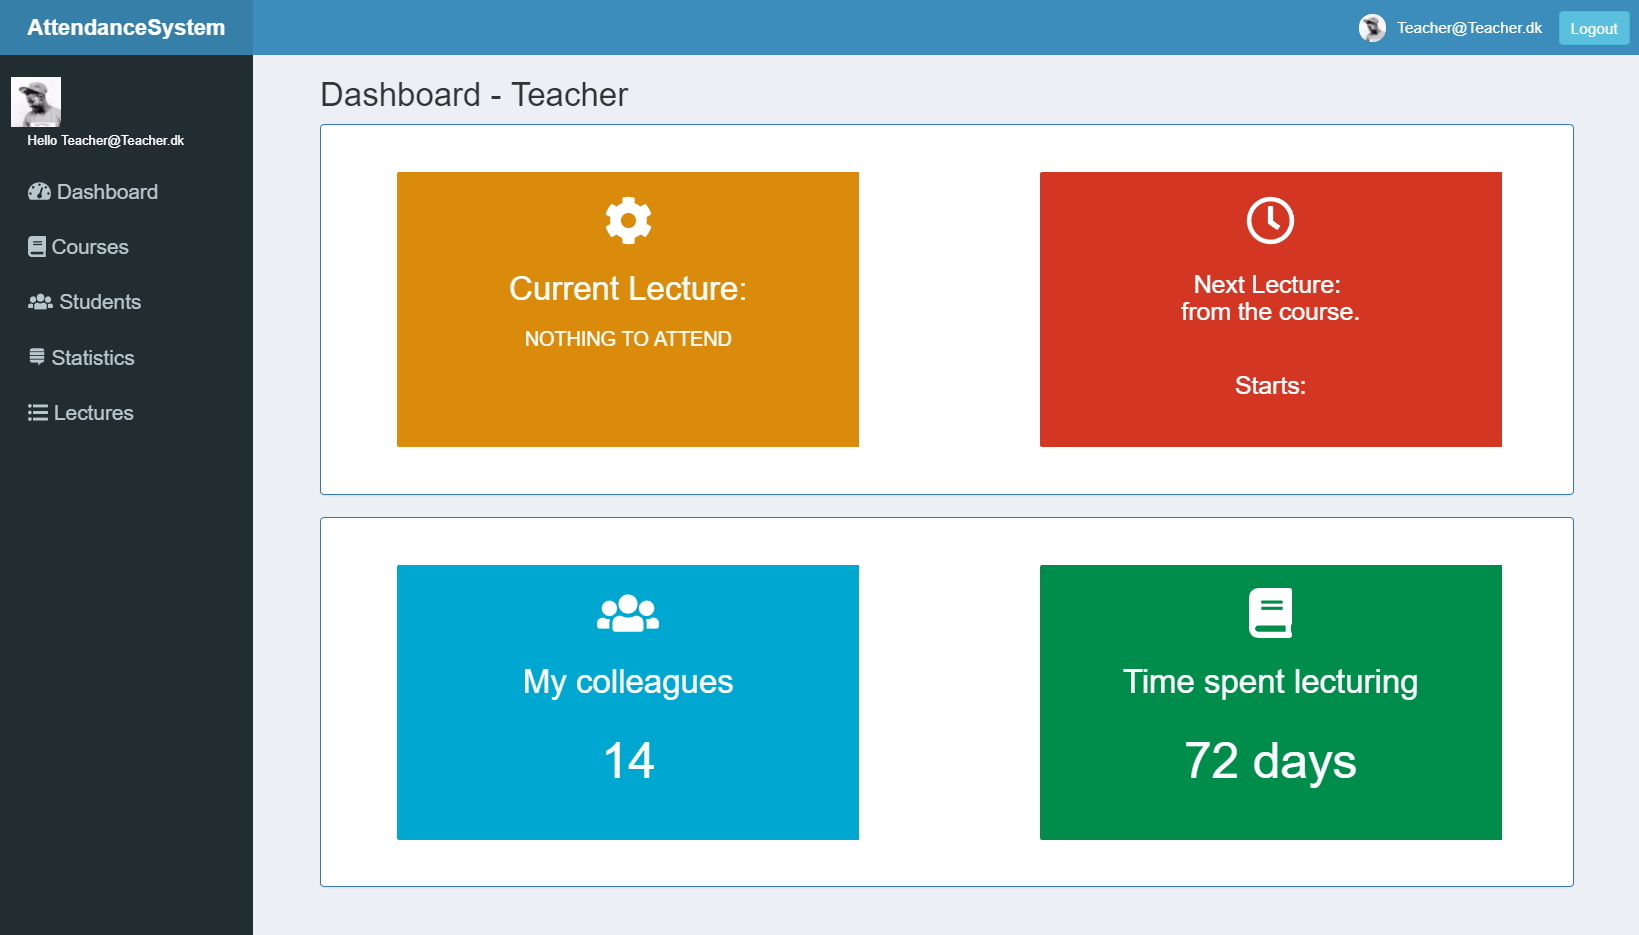 AttendanceSystem
Teacher@Teacher.dk
Logout
Hello Teacher@Teacher.dk
Dashboard
Courses
Students
Statistics
Lectures
Dashboard - Teacher
Current Lecture:
NOTHING TO ATTEND
Next Lecture:
from the course.
Starts:
My colleagues
14
Time spent lecturing
72 days